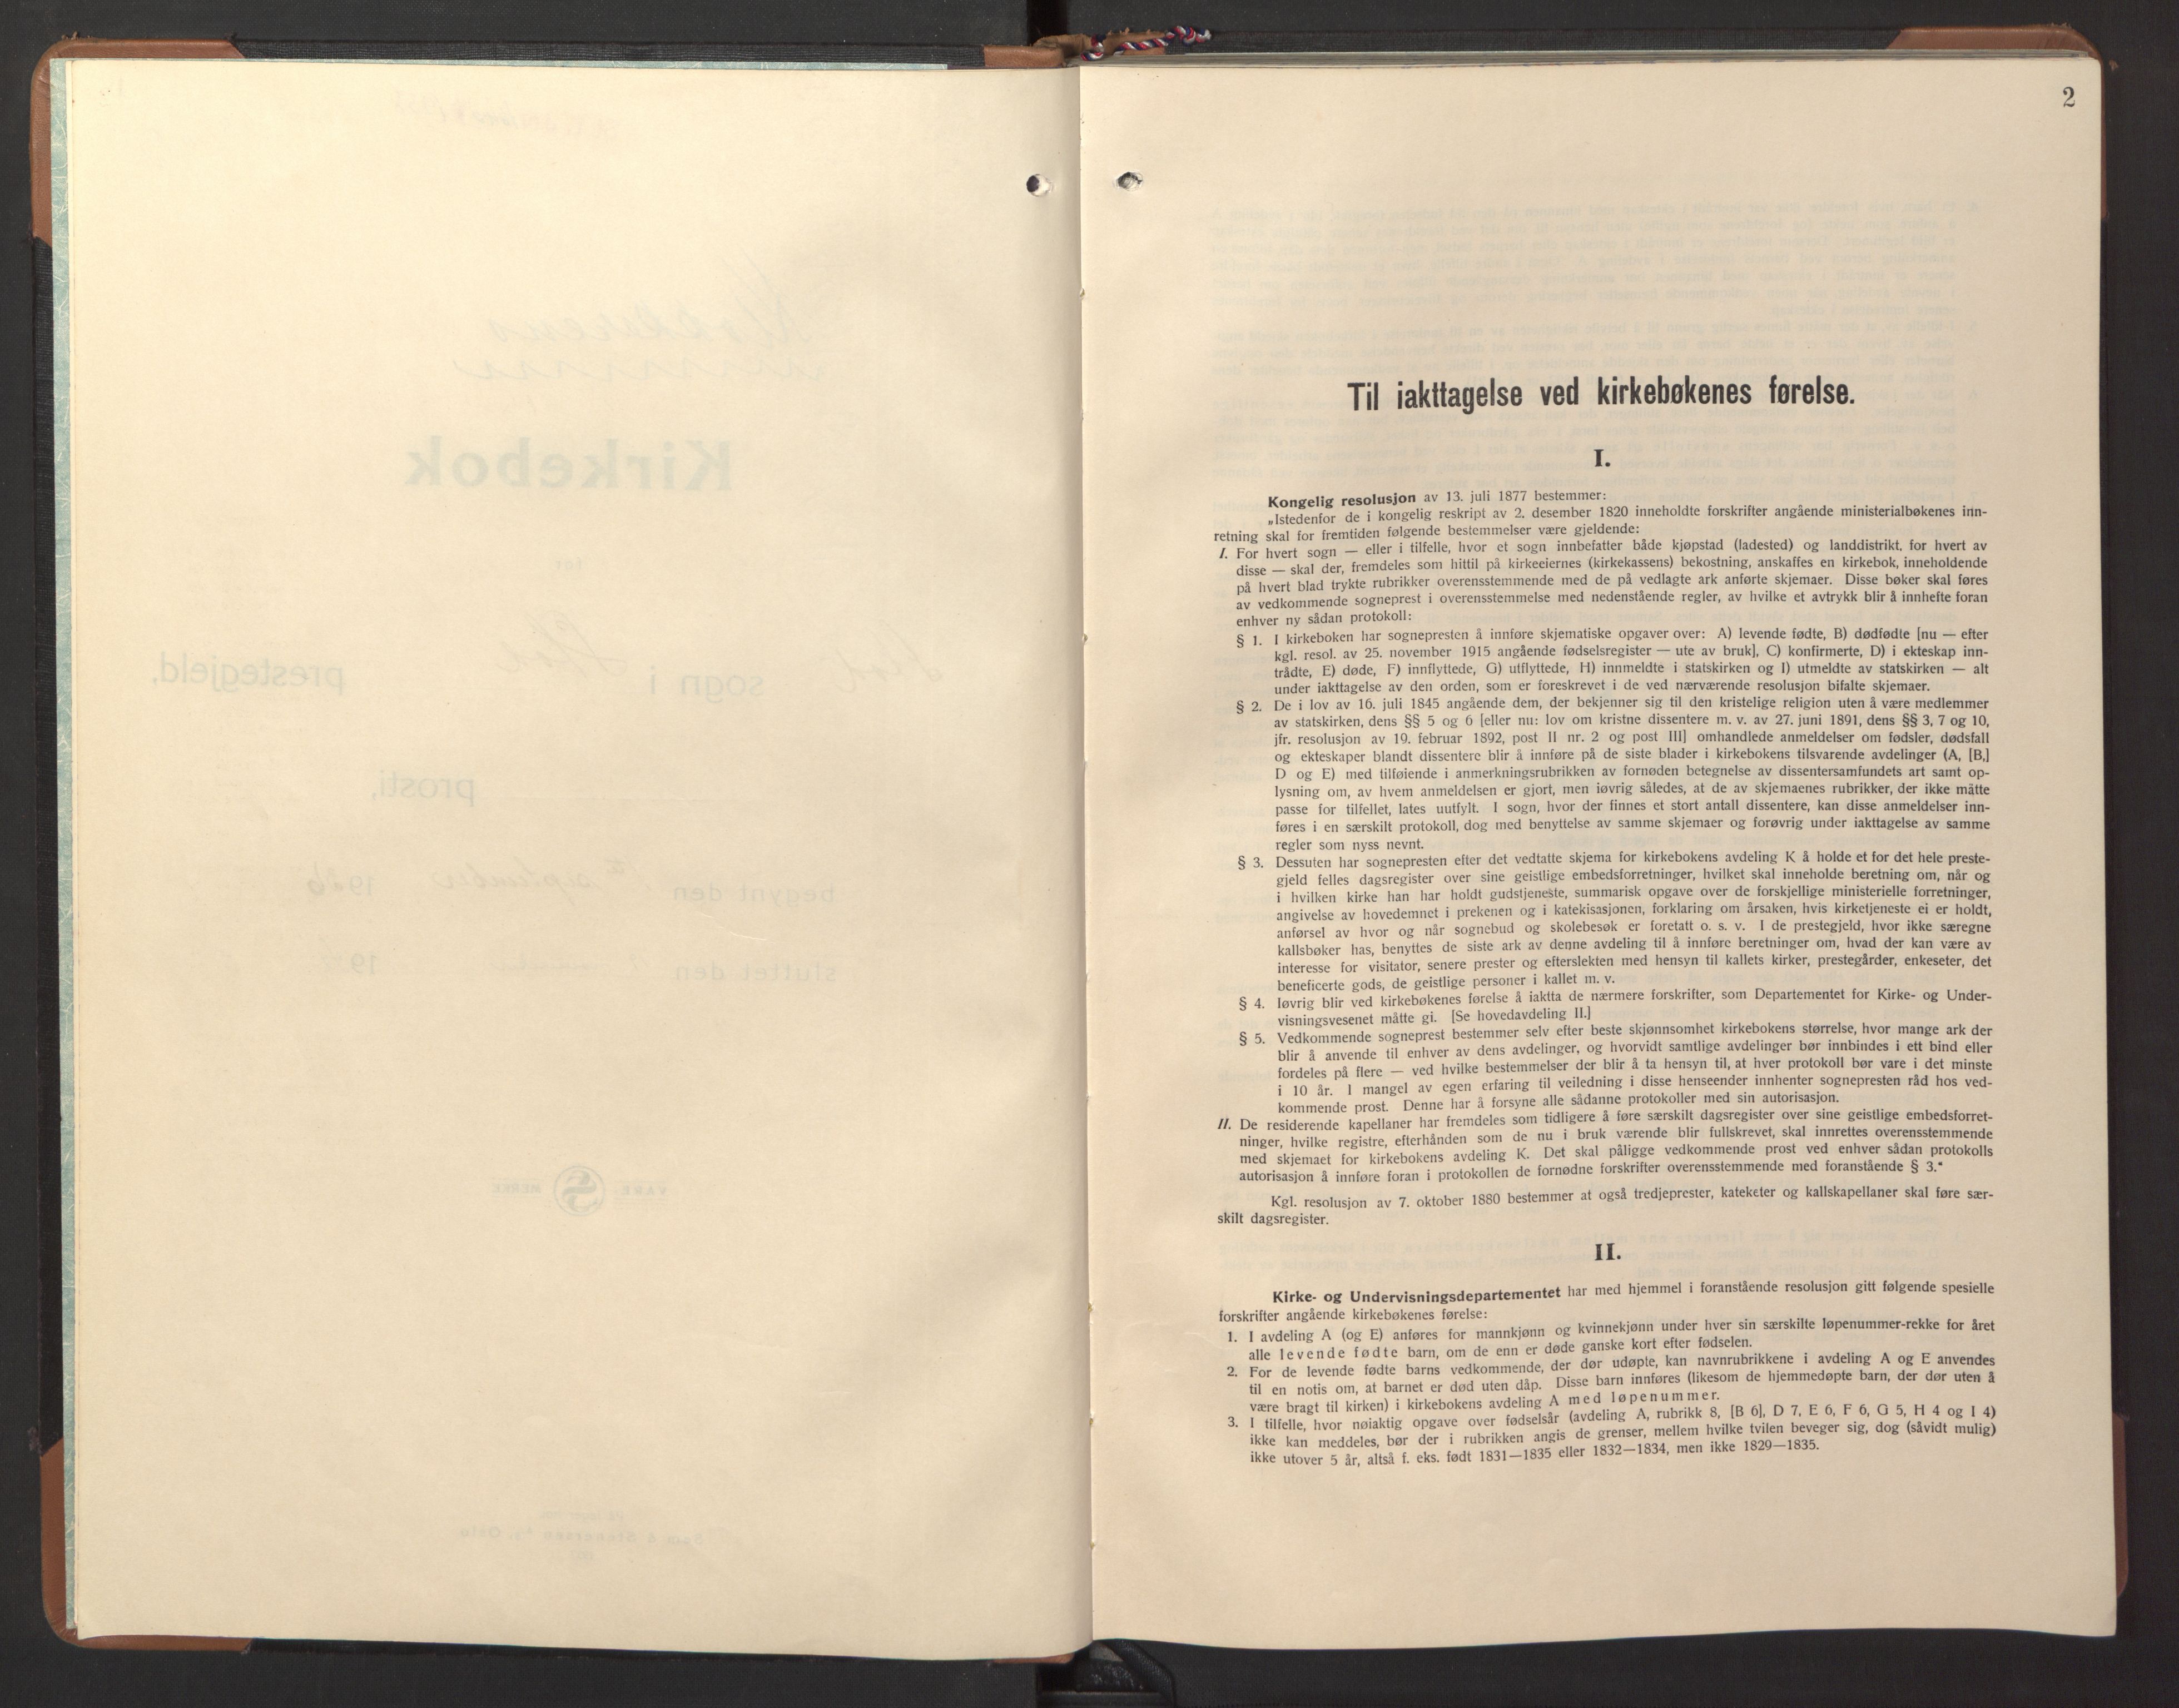 2
Til iakttagelse ved kirkebøkenes førelse.
I.
Kongelig resolusjon av 13. juli 1877 bestemmer:
„Istedenfor de i kongelig reskript av 2. desember 1820 inneholdte forskrifter angående ministerialbøkenes inn-
retning skal for fremtiden følgende bestemmelser være gjeldende:
I. For hvert sogn — eller i tilfelle, hvor et sogn innbefatter både kjøpstad (ladested) og landdistrikt, for hvert av
disse — skal der, fremdeles som hittil på kirkeeiernes (kirkekassens) bekostning, anskaffes en kirkebok, inneholdende
på hvert blad trykte rubrikker overensstemmende med de på vedlagte ark anførte skjemaer. Disse bøker skal føres
av vedkommende sogneprest i overensstemmelse med nedenstående regler, av hvilke et avtrykk blir å innhefte foran
enhver ny sådan protokoll:
§ 1. I kirkeboken har sognepresten å innføre skjematiske opgaver over: A) levende fødte, B) dødfødte [nu — efter
kgl. resol. av 25. november 1915 angående fødselsregister — ute av bruk], C) konfirmerte, D) i ekteskap inn-
trådte, E) døde, F) innflyttede, G) utflyttede, H) innmeldte i statskirken og I) utmeldte av statskirken — alt
under iakttagelse av den orden, som er foreskrevet i de ved nærværende resolusjon bifalte skjemaer.
§ 2. De i lov av 16. juli 1845 angående dem, der bekjenner sig til den kristelige religion uten å være medlemmer
av statskirken, dens §§ 5 og 6 [eller nu: lov om kristne dissentere m. v. av 27. juni 1891, dens §§ 3, 7 og 10,
jfr. resolusjon av 19. februar 1892, post II nr. 2 og post III] omhandlede anmeldelser om fødsler, dødsfall
og ekteskaper blandt dissentere blir å innføre på de siste blader i kirkebokens tilsvarende avdelinger (A, [B,]
D og E) med tilføiende i anmerkningsrubrikken av fornøden betegnelse av dissentersamfundets art samt op-
lysning om, av hvem anmeldelsen er gjort, men iøvrig således, at de av skjemaenes rubrikker, der ikke måtte
passe for tilfellet, lates uutfylt. I sogn, hvor der finnes et stort antall dissentere, kan disse anmeldelser inn-
føres i en særskilt protokoll, dog med benyttelse av samme skjemaer og forøvrig under iakttagelse av samme
regler som nyss nevnt.
§ 3. Dessuten har sognepresten efter det vedtatte skjema for kirkebokens avdeling K å holde et for det hele preste-
gjeld felles dagsregister over sine geistlige embedsforretninger, hvilket skal inneholde beretning om, når og
i hvilken kirke han har holdt gudstjeneste, summarisk opgave over de forskjellige ministerielle forretninger,
angivelse av hovedemnet i prekenen og i katekisasjonen, forklaring om årsaken, hvis kirketjeneste ei er holdt,
anførsel av hvor og når sognebud og skolebesøk er foretatt o. s. v. I de prestegjeld, hvor ikke særegne
kallsbøker has, benyttes de siste ark av denne avdeling til å innføre beretninger om, hvad der kan være av
interesse for visitator, senere prester og efterslekten med hensyn til kallets kirker, prestegårder, enkeseter, det
beneficerte gods, de geistlige personer i kallet m. v.
§ 4. Iøvrig blir ved kirkebøkenes førelse å iaktta de nærmere forskrifter, som Departementet for Kirke- og Under-
visningsvesenet måtte gi. [Se hovedavdeling II.]
§ 5. Vedkommende sogneprest bestemmer selv efter beste skjønnsomhet kirkebokens størrelse, hvor mange ark der
blir å anvende til enhver av dens avdelinger, og hvorvidt samtlige avdelinger bør innbindes i ett bind eller
fordeles på flere — ved hvilke bestemmelser der blir å ta hensyn til, at hver protokoll bør vare i det minste
i 10 år. I mangel av egen erfaring til veiledning i disse henseender innhenter sognepresten råd hos ved-
kommende prost. Denne har å forsyne alle sådanne protokoller med sin autorisasjon.
II. De residerende kapellaner har fremdeles som tidligere å føre særskilt dagsregister over sine geistlige embedsforret-
ninger, hvilke registre, efterhånden som de nu i bruk værende blir fullskrevet, skal innrettes overensstemmende
med skjemaet for kirkebokens avdeling K. Det skal påligge vedkommende prost ved enhver sådan protokolls
autorisasjon å innføre foran i protokollen de fornødne forskrifter overensstemmende med foranstående § 3.“
Kgl. resolusjon av 7. oktober 1880 bestemmer at også tredjeprester, kateketer og kallskapellaner skal føre sær-
skilt dagsregister.
II.
Kirke- og Undervisningsdepartementet har med hjemmel i foranstående resolusjon gitt følgende spesielle
forskrifter angående kirkebøkenes førelse:
1. I avdeling A (og E) anføres for mannkjønn og kvinnekjønn under hver sin særskilte løpenummer-rekke for året
alle levende fødte barn, om de enn er døde ganske kort efter fødselen.
2. For de levende fødte barns vedkommende, der dør udøpte, kan navnrubrikkene i avdeling A og E anvendes
til en notis om, at barnet er død uten dåp. Disse barn innføres (likesom de hjemmedøpte barn, der dør uten å
være bragt til kirken) i kirkebokens avdeling A med løpenummer.
3. I tilfelle, hvor nøiaktig opgave over fødselsår (avdeling A, rubrikk 8, [B 6], D 7, E 6, F 6, G 5, H 4 og I 4)
ikke kan meddeles, bør der i rubrikken angis de grenser, mellem hvilke tvilen beveger sig, dog (såvidt mulig)
ikke utover 5 år, altså f. eks. født 1831—1835 eller 1832—1834, men ikke 1829—1835.